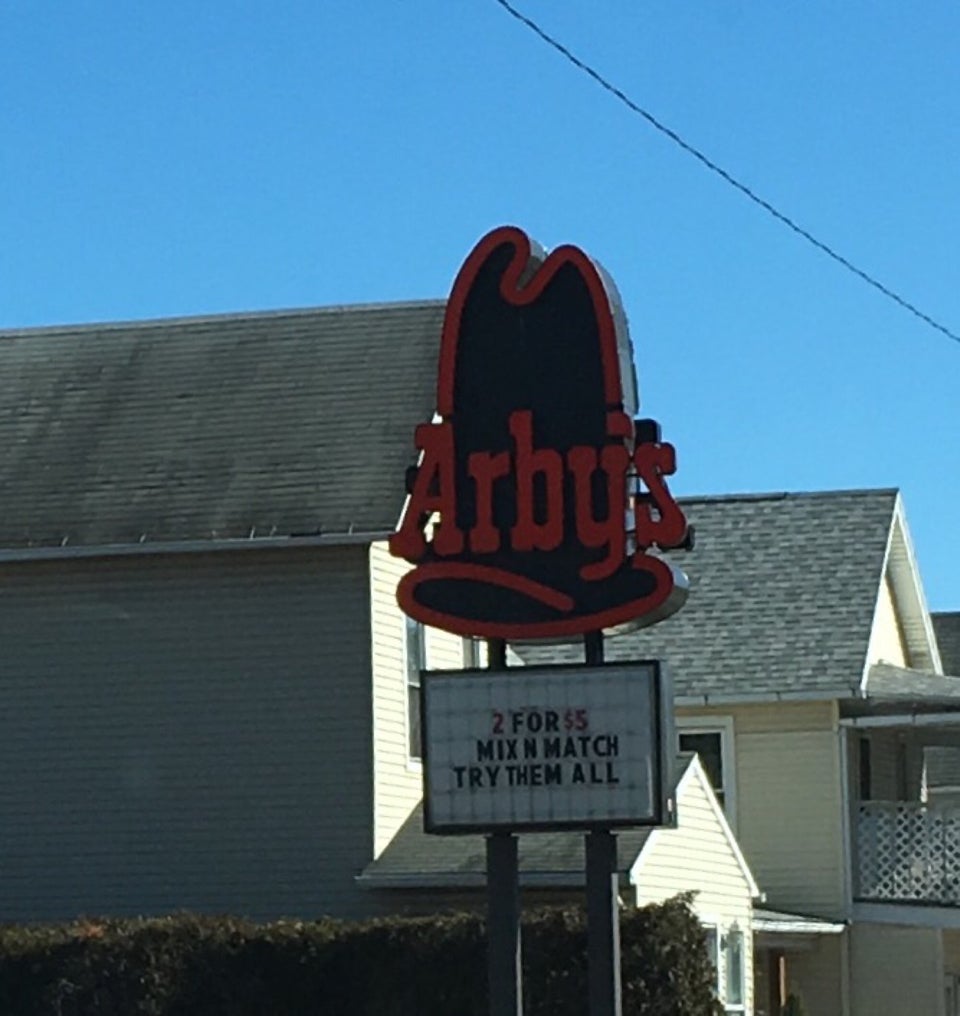 Arby's
2 FOR $5
MIX N MATCH
TRY THEM ALL